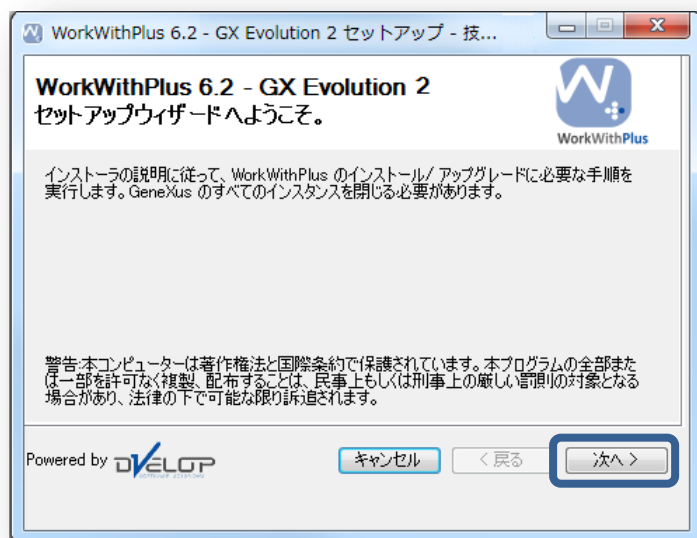 WorkWithPlus 6.2 - GX Evolution 2 セットアップ - 技...
WorkWithPlus 6.2 - GX Evolution 2
セットアップウィザードへようこそ。
WorkWithPlus
インストーラの説明に従って、WorkWithPlus のインストール/ アップグレードに必要な手順を
実行します。GeneXus のすべてのインスタンスを閉じる必要があります。
警告:本コンピューターは著作権法と国際条約で保護されています。本プログラムの全部また
は一部を許可なく複製、配布することは、民事上もしくは刑事上の厳しい罰則の対象となる
場合があり、法律の下で可能な限り訴追されます。
Powered by DVELOP
キャンセル < 戻る 次へ >